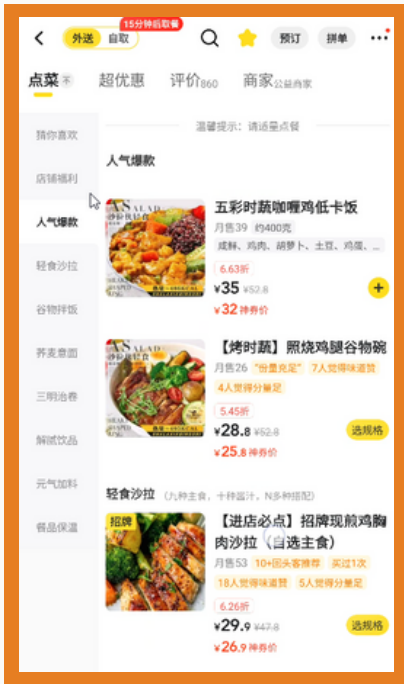 15分钟后取餐
外送 自取 预订 拼单
点菜 超优惠 评价860 商家公益商家
温馨提示：请适量点餐
猜你喜欢
店铺福利
人气爆款
轻食沙拉
谷物拌饭
荞麦意面
三明治卷
解腻饮品
元气加料
餐品保温
人气爆款
五彩时蔬咖喱鸡低卡饭
月售39 约400克
咸鲜、鸡肉、胡萝卜、土豆、鸡蛋、...
6.63折
¥35 ¥52.8
¥32 神券价
【烤时蔬】照烧鸡腿谷物碗
月售26 "份量充足" 7人觉得味道赞
4人觉得分量足
5.45折
¥28.8 ¥52.8 选规格
¥25.8 神券价
轻食沙拉（九种主食，十种酱汁，N多种搭配）
招牌
【进店必点】招牌现煎鸡胸
肉沙拉（自选主食）
月售53 10+回头客推荐 买过1次
18人觉得味道赞 5人觉得分量足
6.26折
¥29.9 ¥47.8 选规格
¥26.9 神券价